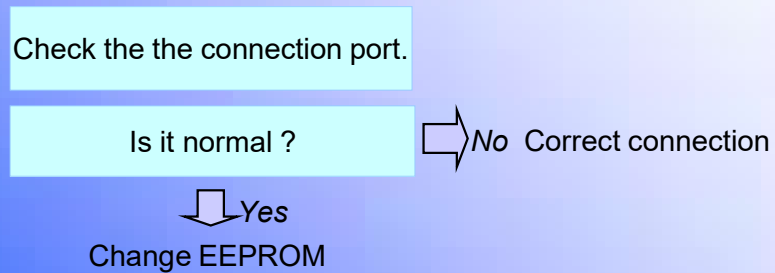 Check the the connection port.
Is it normal ?
No Correct connection
Yes
Change EEPROM